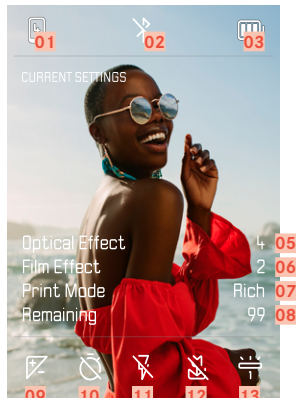 01 02 03
CURRENT SETTINGS
Optical Effect 4 05
Film Effect 2 06
Print Mode Rich 07
Remaining 99 08
09 10 11 12 13